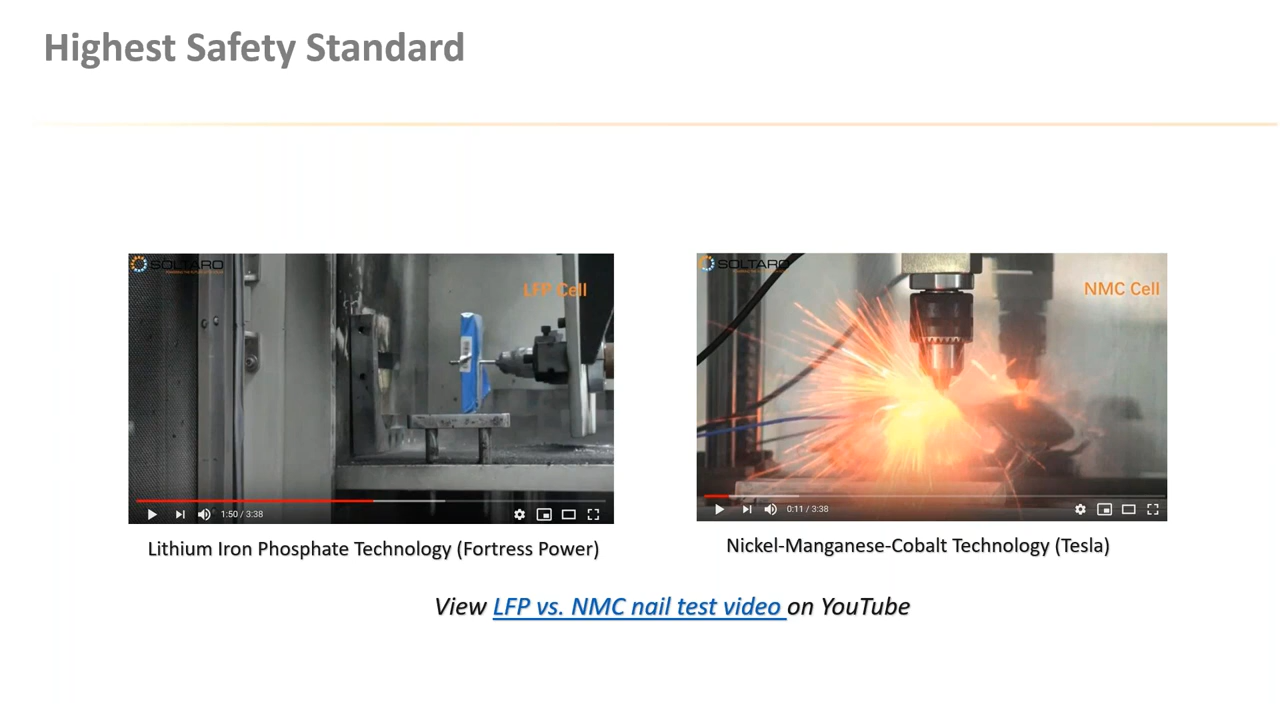 Highest Safety Standard
SOLTARO
LFP Cell
1:50 / 3:38
SOLTARO
NMC Cell
0:11 / 3:38
Lithium Iron Phosphate Technology (Fortress Power)
Nickel-Manganese-Cobalt Technology (Tesla)
View LFP vs. NMC nail test video on YouTube